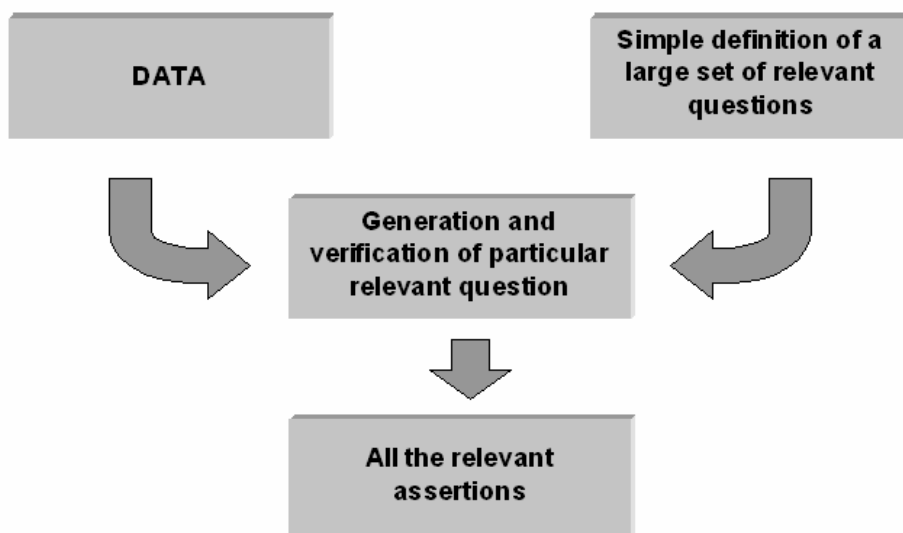 DATA
Simple definition of a
large set of relevant
questions
Generation and
verification of particular
relevant question
All the relevant
assertions